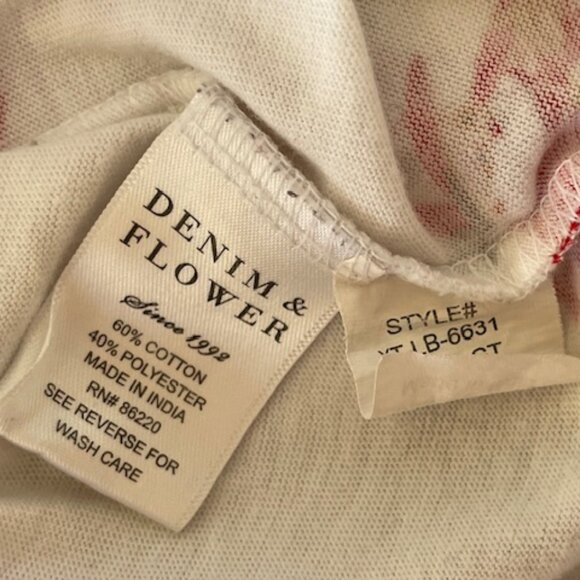 DENIM &
FLOWER
Since 1992
60% COTTON
40% POLYESTER
MADE IN INDIA
RN# 86220
SEE REVERSE FOR
WASH CARE
STYLE#
LB-6631